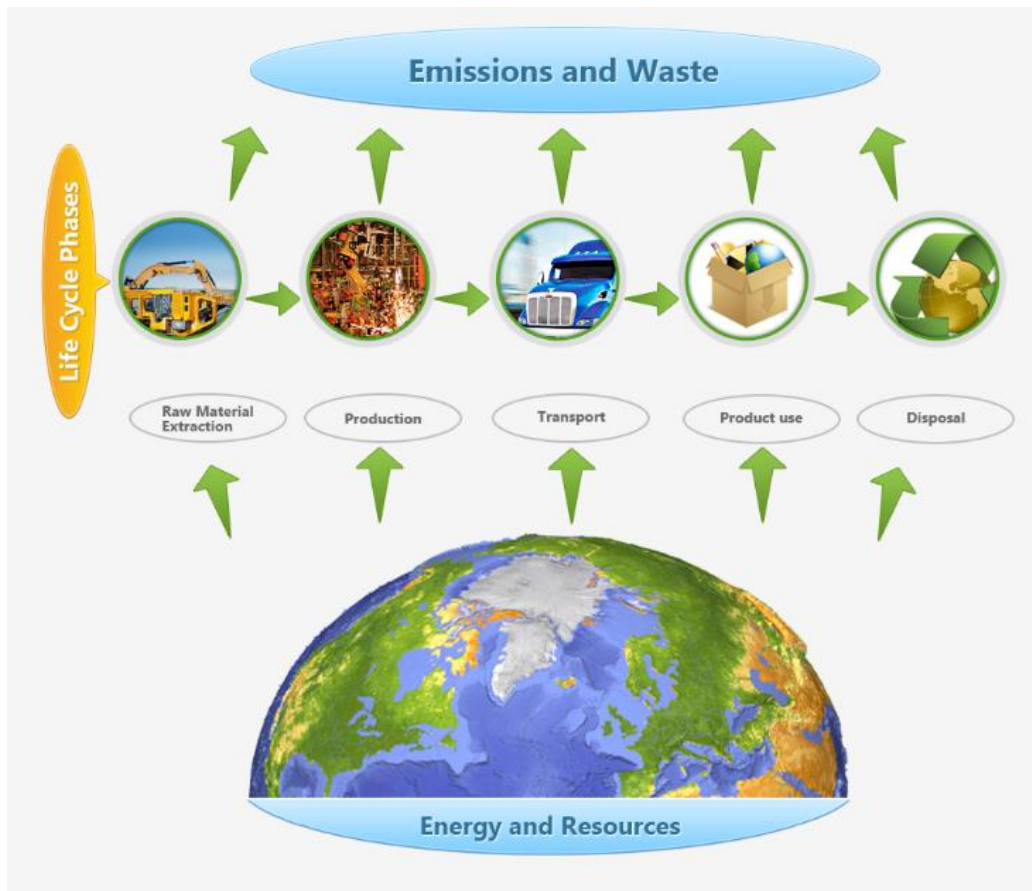 Emissions and Waste
Life Cycle Phases
Raw Material
Extraction
Production
Transport
Product use
Disposal
Energy and Resources